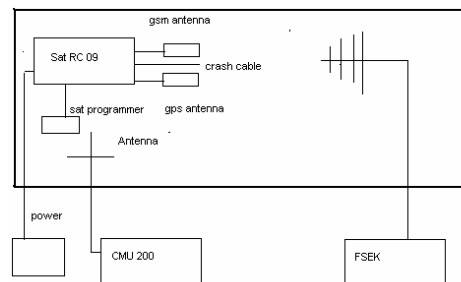 gsm antenna
Sat RC 09
crash cable
sat programmer
gps antenna
Antenna
power
CMU 200
FSEK